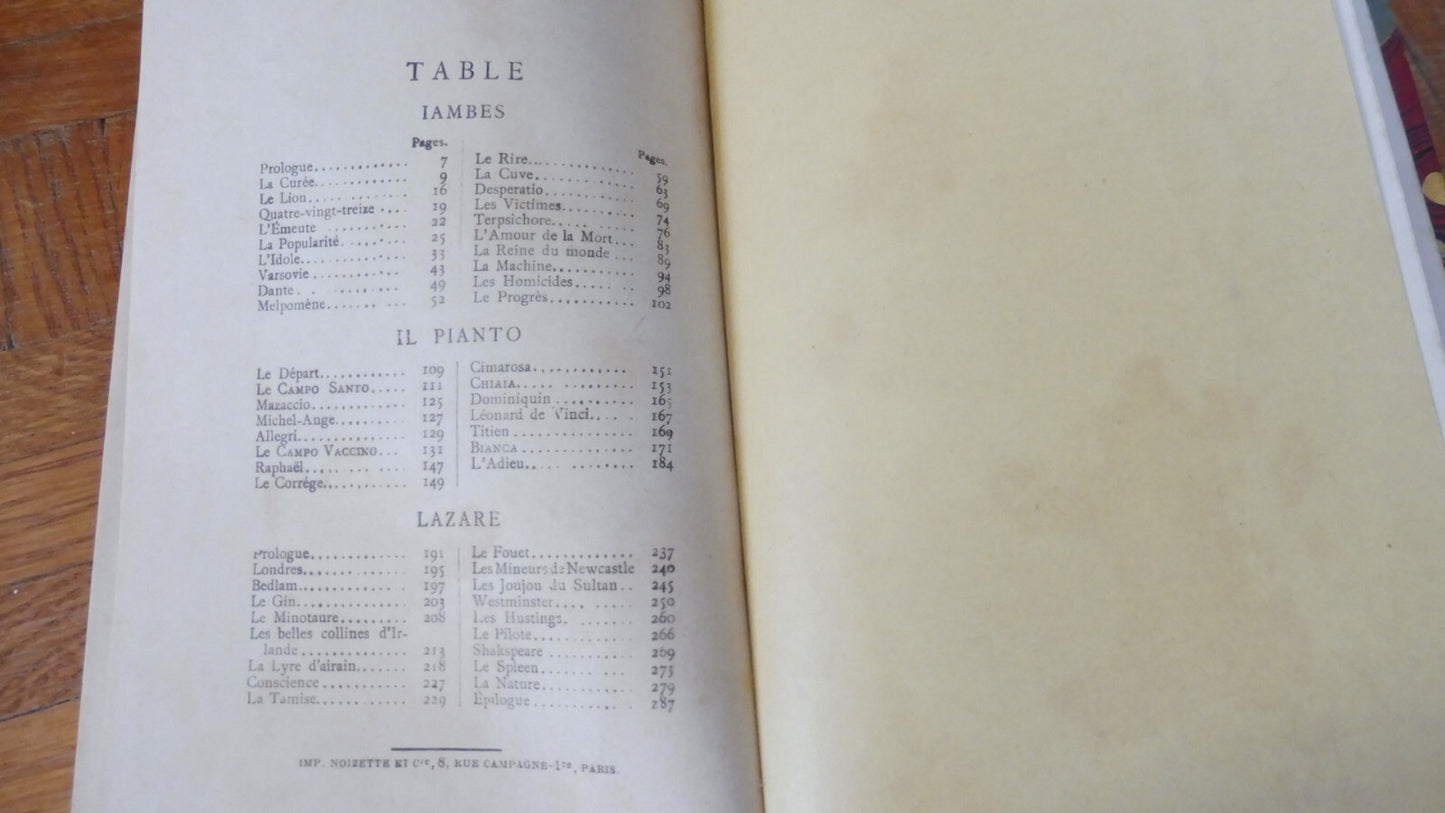 TABLE
IAMBES
Pages.
Prologue............. 7
La Curée............. 9
Le Lion............. 16
Quatre-vingt-treize .... 19
L'Émeute ............ 22
La Popularité......... 25
L'Idole............. 33
Varsovie ............ 43
Dante . . ......... 49
Melpomène....... ... 52
Pages.
Le Rire... ........... 59
La Cuve.............. 63
Desperatio............ 69
Les Victimes.......... 74
Terpsichore.... ...... 76
L'Amour de la Mort... 83
La Reine du monde ... 89
La Machine........... 94
Les Homicides...... .. 98
Le Progrès........... 102
IL PIANTO
Le Départ............ 109
Le CAMPO SANTO..... 111
Mazaccio............. 125
Michel-Ange.......... 127
Allegri.............. 129
Le CAMPO VACCINO... 131
Raphaël..... .. ..... 147
Le Corrége........... 149
Cimarosa............. 251
CHIAIA..... ......... 153
Dominiquin .......... 165
Léonard de Vinci.. . . 167
Titien .............. 169
BIANCA .............. 171
L'Adieu.. ........... 184
LAZARE
Prologue............. 191
Londres.............. 195
Bedlam.............. 197
Le Gin.............. 203
Le Minotaure......... 208
Les belles collines d'Ir-
lande ............. 213
La Lyre d'airain....... 218
Conscience ........... 227
La Tamise............ 229
Le Fouet............. 237
Les Mineurs de Newcastle 240
Les Joujou du Sultan.. 245
Westminster.... ..... 250
Les Hustings. ....... 260
Le Pilote............. 266
Shakspeare ........... 269
Le Spleen............ 273
La Nature............ 279
Épilogue............. 287
IMP. NOIZETTE ET Cie, 8, RUE CAMPAGNE-1re, PARIS.